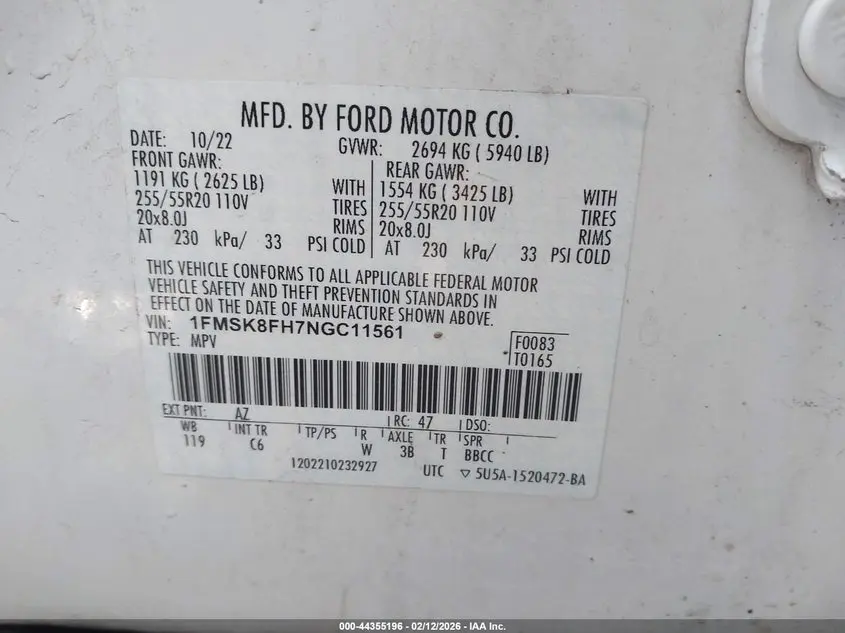 MFD. BY FORD MOTOR CO.
DATE: 10/22 GVWR: 2694 KG ( 5940 LB)
FRONT GAWR: REAR GAWR:
1191 KG ( 2625 LB) WITH 1554 KG ( 3425 LB) WITH
255/55R20 110V TIRES 255/55R20 110V TIRES
20x8.0J RIMS 20x8.0J RIMS
AT 230 kPa/ 33 PSI COLD AT 230 kPa/ 33 PSI COLD
THIS VEHICLE CONFORMS TO ALL APPLICABLE FEDERAL MOTOR
VEHICLE SAFETY AND THEFT PREVENTION STANDARDS IN
EFFECT ON THE DATE OF MANUFACTURE SHOWN ABOVE.
VIN: 1FMSK8FH7NGC11561 F0083
TYPE: MPV T0165
EXT PNT: AZ RC: 47 DSO:
WB INT TR TP/PS R AXLE TR SPR
119 C6 W 3B T BBCC
1202210232927 UTC ▽ 5U5A-1520472-BA
000-44355196 - 02/12/2026 - IAA Inc.